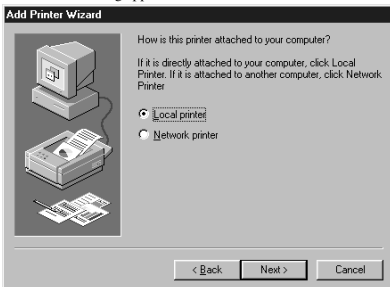 Add Printer Wizard
How is this printer attached to your computer?
If it is directly attached to your computer, click Local
Printer. If it is attached to another computer, click Network
Printer
Local printer
Network printer
< Back Next > Cancel